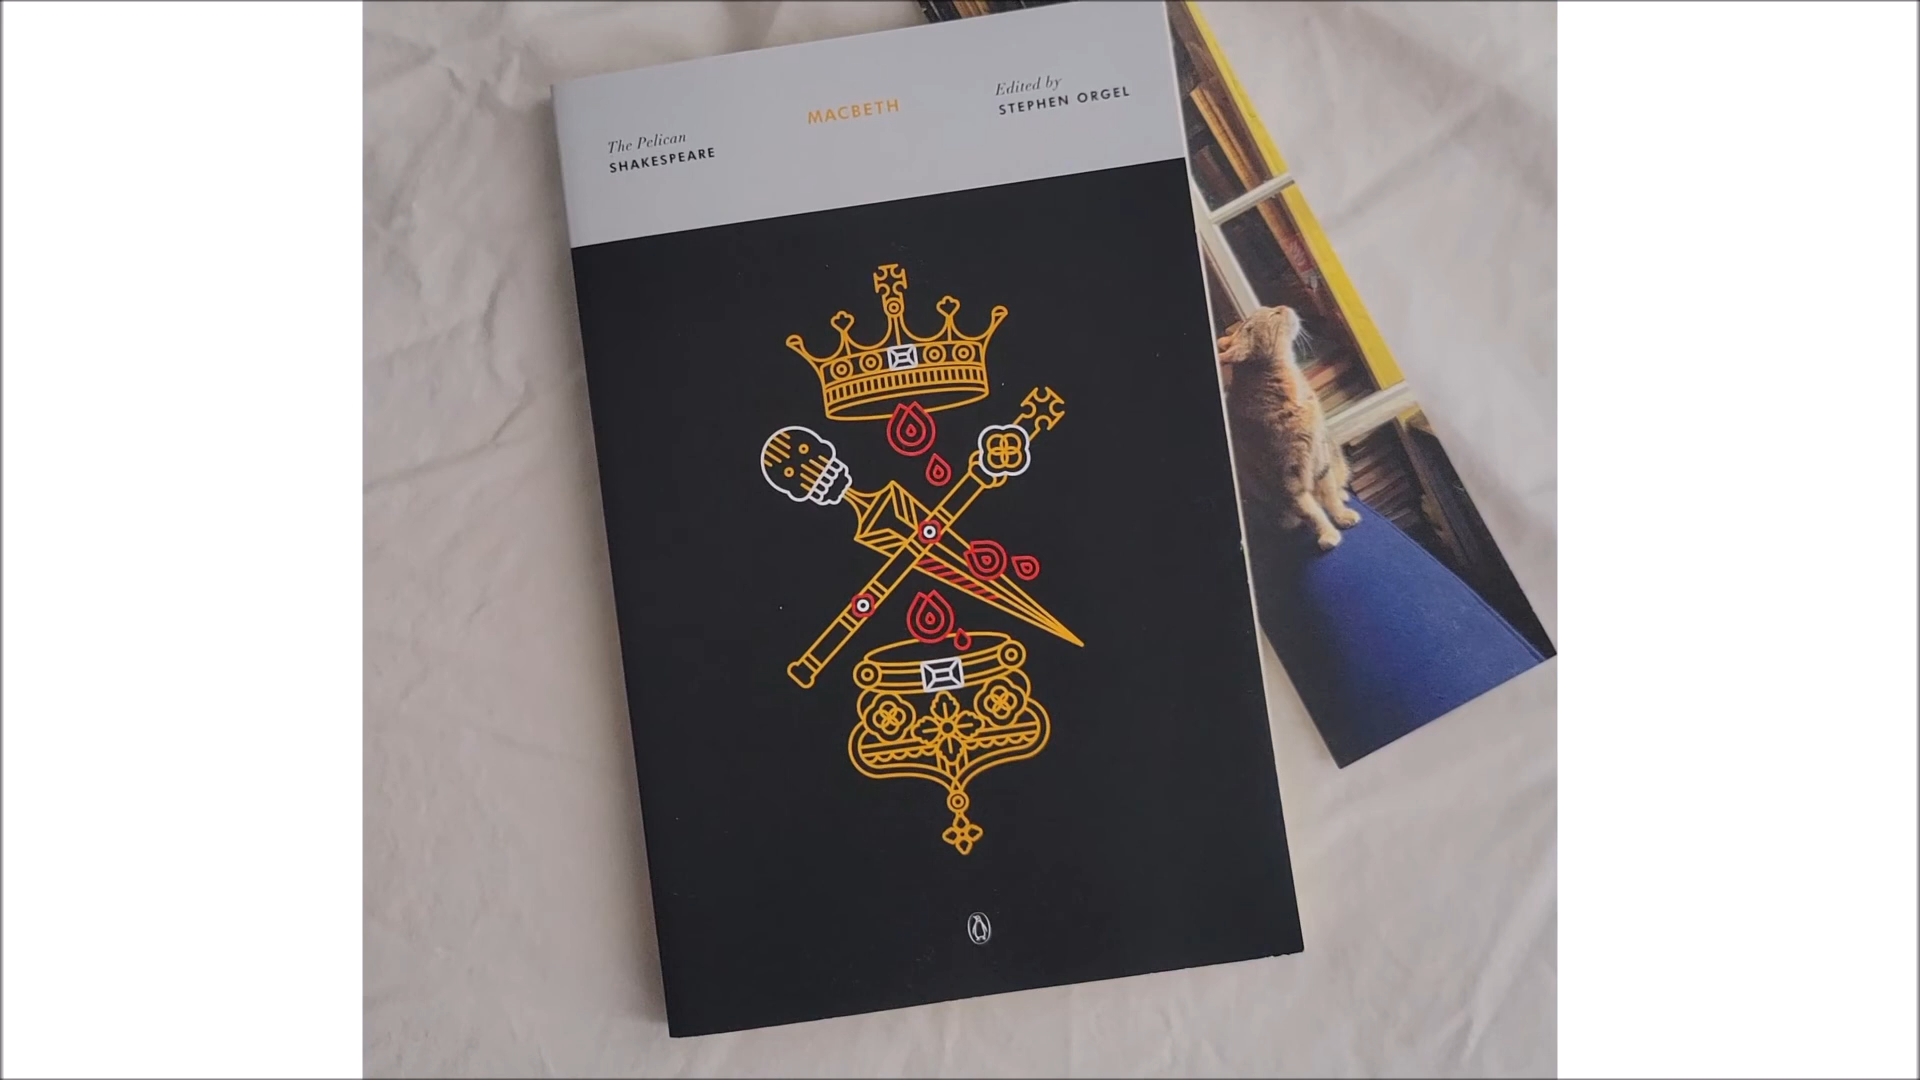 The Pelican
SHAKESPEARE
MACBETH
Edited by
STEPHEN ORGEL